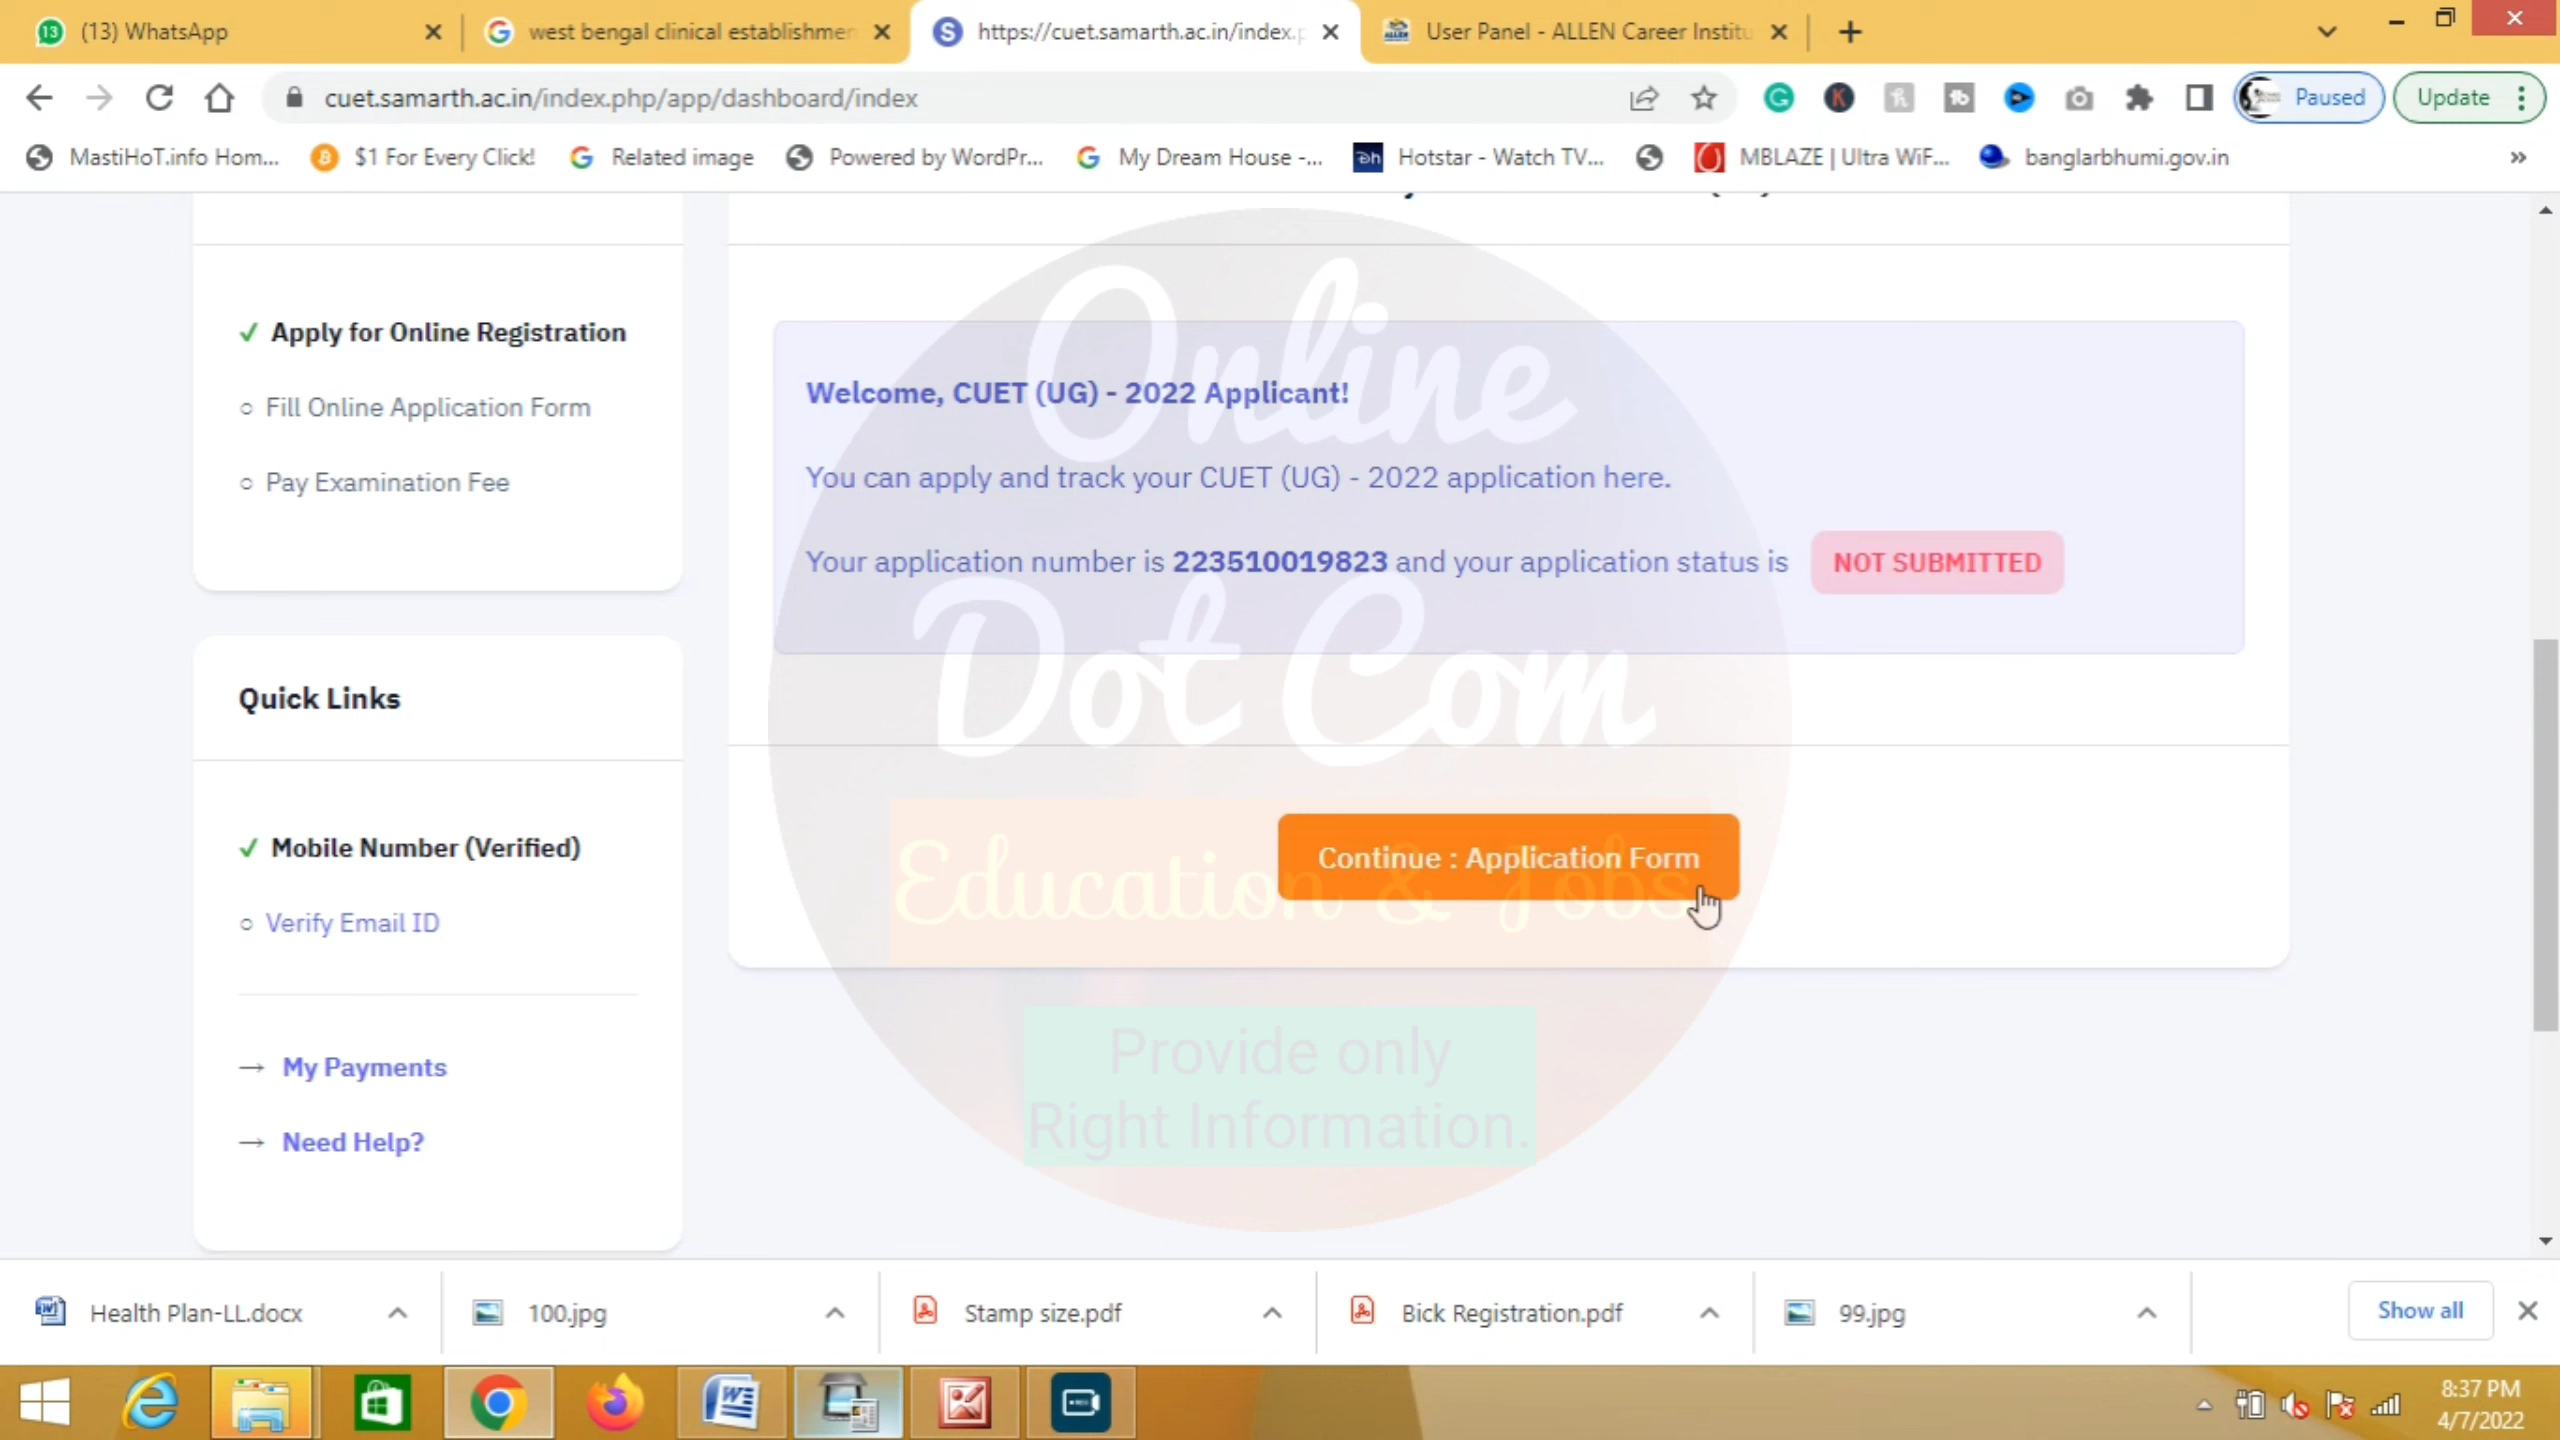 13
(13) WhatsApp
west bengal clinical establishmen
https://cuet.samarth.ac.in/index.p
User Panel - ALLEN Career Institu
cuet.samarth.ac.in/index.php/app/dashboard/index
Paused
Update
MastiHoT.info Hom...
$1 For Every Click!
Related image
Powered by WordPr...
My Dream House -...
Hotstar - Watch TV...
MBLAZE | Ultra WiF...
banglarbhumi.gov.in
»
✓ Apply for Online Registration
Fill Online Application Form
Pay Examination Fee
Quick Links
✓ Mobile Number (Verified)
Verify Email ID
→ My Payments
→ Need Help?
Welcome, CUET (UG) - 2022 Applicant!
You can apply and track your CUET (UG) - 2022 application here.
Your application number is 223510019823 and your application status is NOT SUBMITTED
Continue : Application Form
Online
Dot Com
Education & Jobs
Provide only
Right Information.
Health Plan-LL.docx
100.jpg
Stamp size.pdf
Bick Registration.pdf
99.jpg
Show all
8:37 PM
4/7/2022